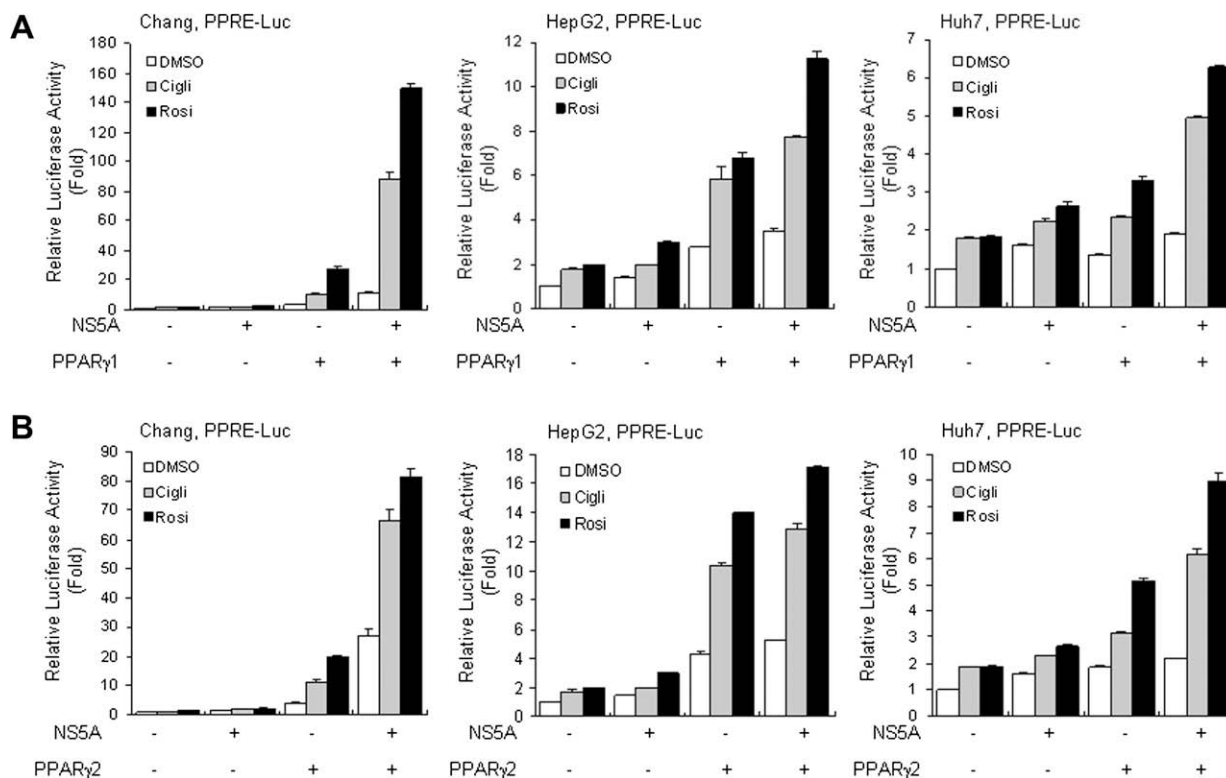 A
Chang, PPRE-Luc
Relative Luciferase Activity
(Fold)
180
160
140
120
100
80
60
40
20
0
DMSO
Cigli
Rosi
HepG2, PPRE-Luc
Relative Luciferase Activity
(Fold)
12
10
8
6
4
2
0
DMSO
Cigli
Rosi
Huh7, PPRE-Luc
Relative Luciferase Activity
(Fold)
7
6
5
4
3
2
1
0
DMSO
Cigli
Rosi
NS5A - + - +
PPARγ1 - - + +
NS5A - + - +
PPARγ1 - - + +
NS5A - + - +
PPARγ1 - - + +
B
Chang, PPRE-Luc
Relative Luciferase Activity
(Fold)
90
80
70
60
50
40
30
20
10
0
DMSO
Cigli
Rosi
HepG2, PPRE-Luc
Relative Luciferase Activity
(Fold)
18
16
14
12
10
8
6
4
2
0
DMSO
Cigli
Rosi
Huh7, PPRE-Luc
Relative Luciferase Activity
(Fold)
10
9
8
7
6
5
4
3
2
1
0
DMSO
Cigli
Rosi
NS5A - + - +
PPARγ2 - - + +
NS5A - + - +
PPARγ2 - - + +
NS5A - + - +
PPARγ2 - - + +